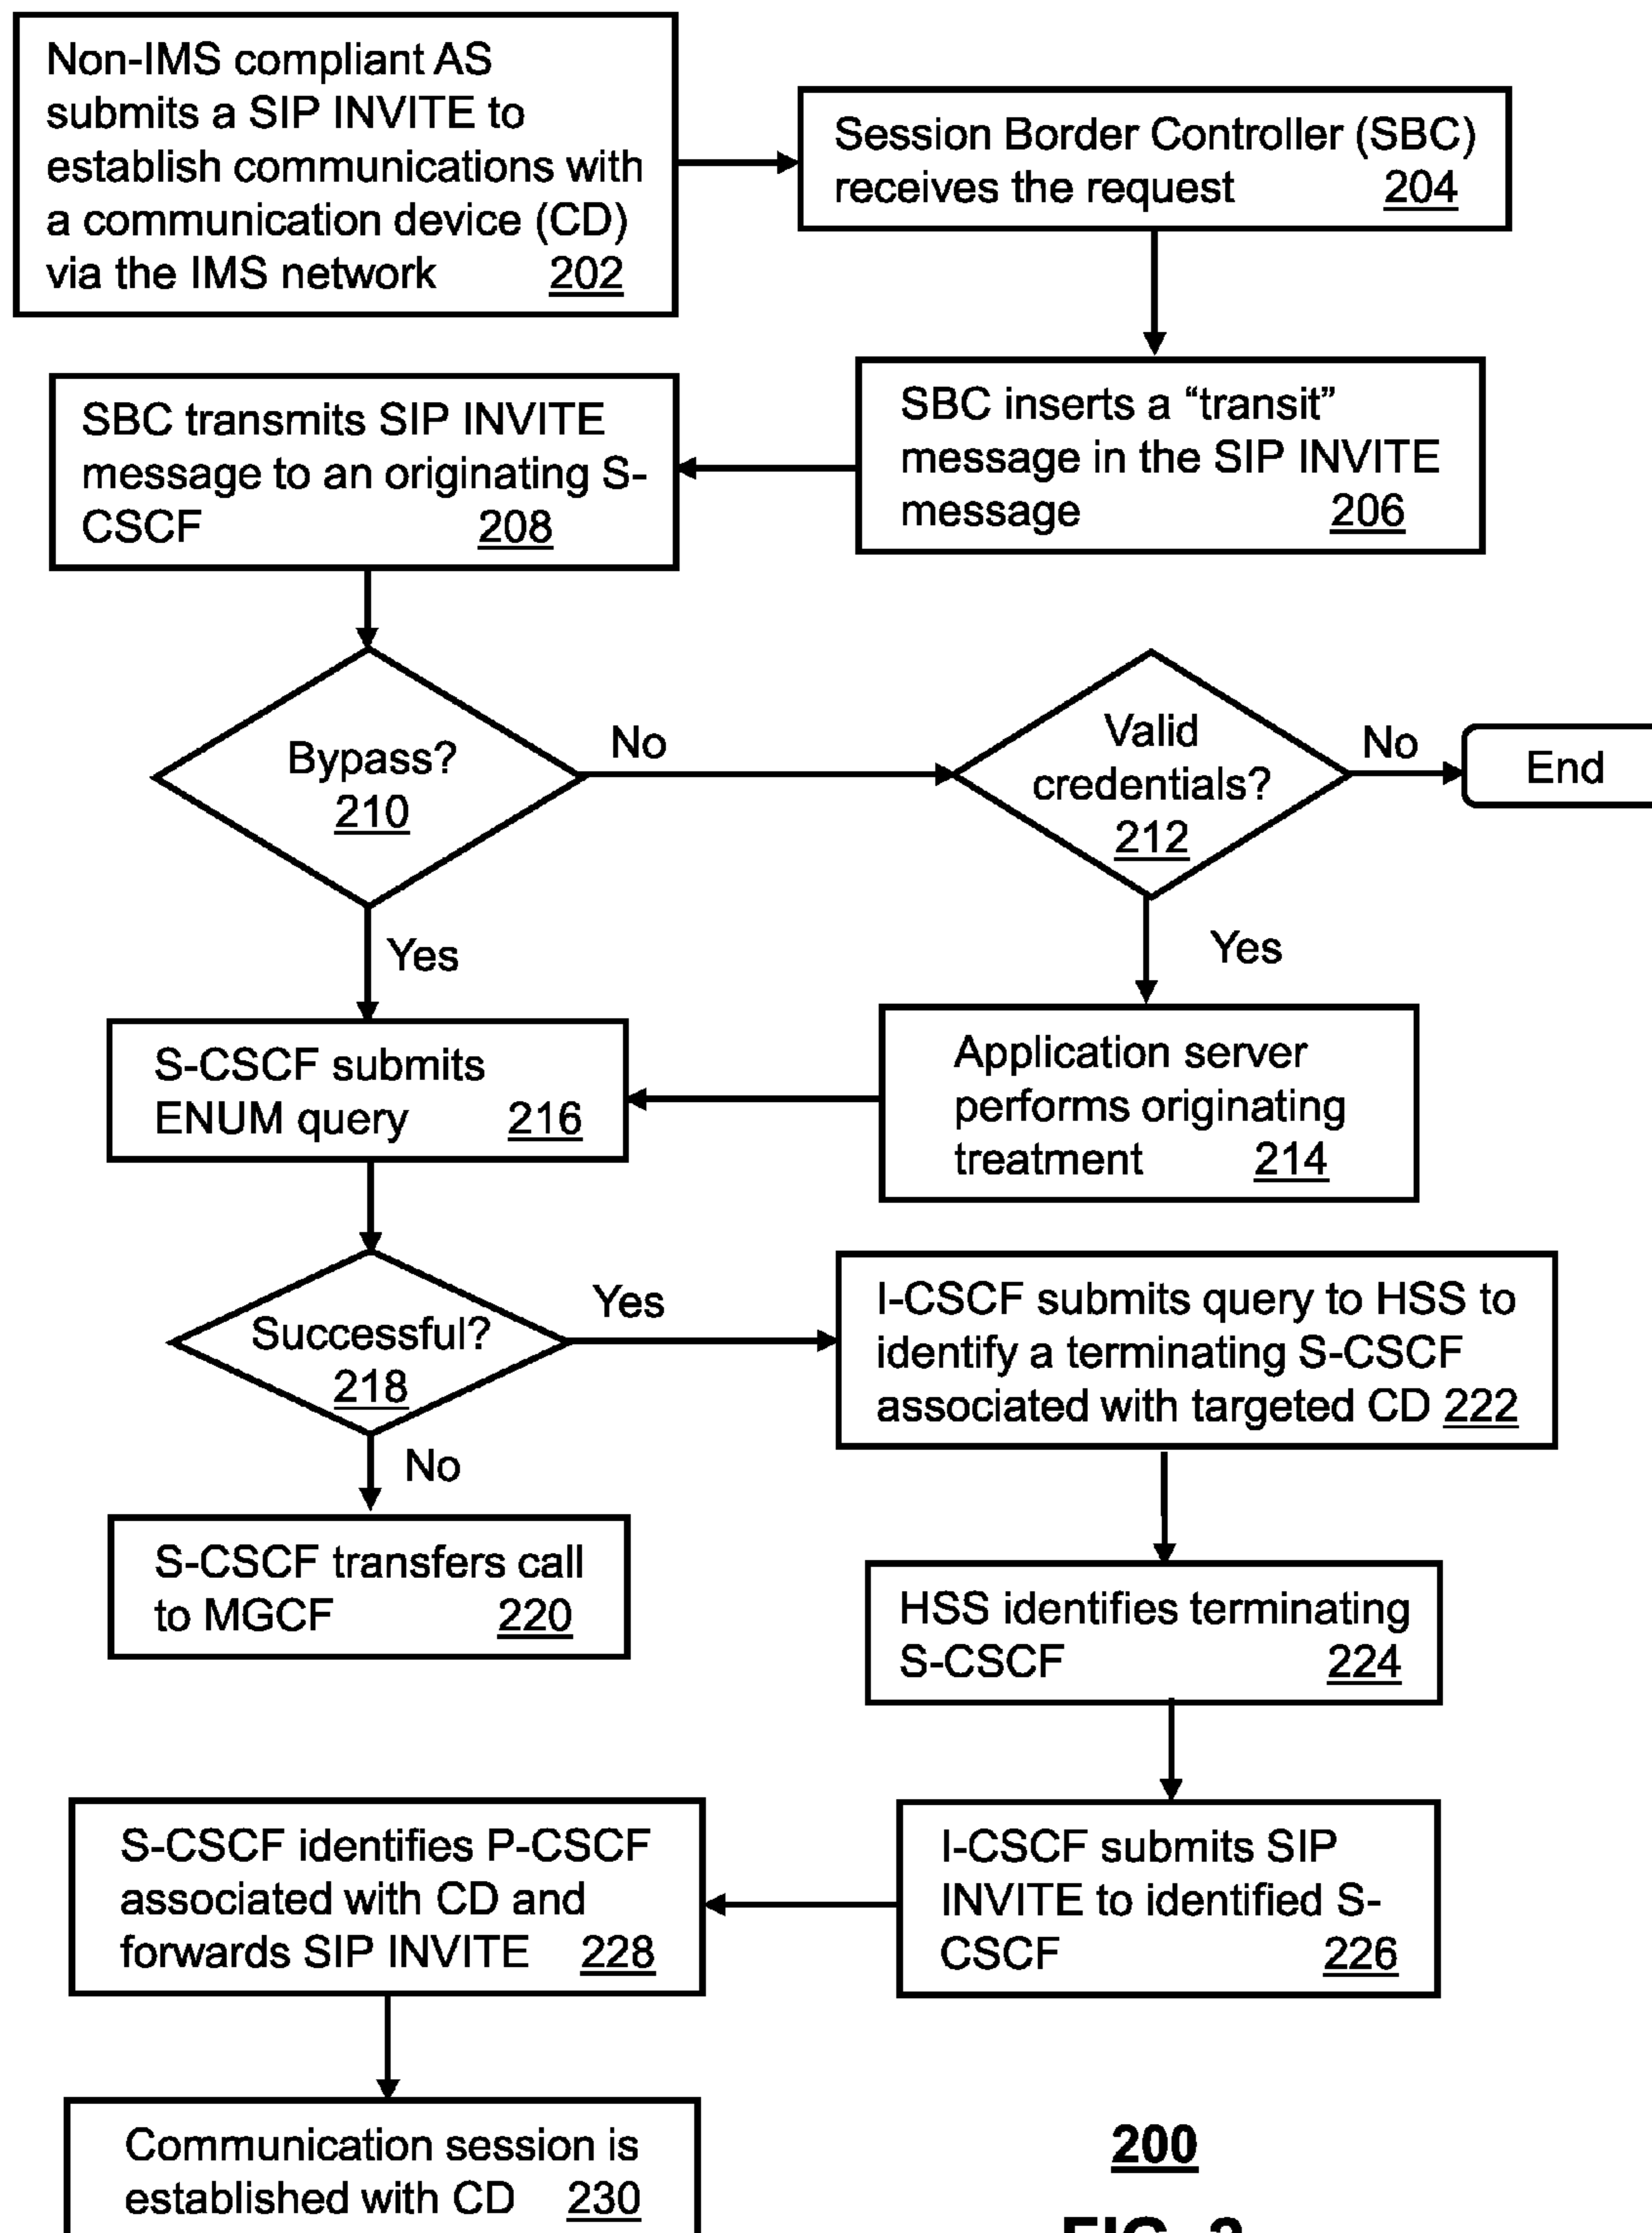 Non-IMS compliant AS
submits a SIP INVITE to
establish communications with
a communication device (CD)
via the IMS network 202
Session Border Controller (SBC)
receives the request 204
SBC inserts a “transit”
message in the SIP INVITE
message 206
SBC transmits SIP INVITE
message to an originating S-
CSCF 208
Bypass?
210
No
Valid
credentials?
212
No
End
Yes
Yes
Application server
performs originating
treatment 214
S-CSCF submits
ENUM query 216
Successful?
218
Yes
No
S-CSCF transfers call
to MGCF 220
I-CSCF submits query to HSS to
identify a terminating S-CSCF
associated with targeted CD 222
HSS identifies terminating
S-CSCF 224
I-CSCF submits SIP
INVITE to identified S-
CSCF 226
S-CSCF identifies P-CSCF
associated with CD and
forwards SIP INVITE 228
Communication session is
established with CD 230
200
FIG.